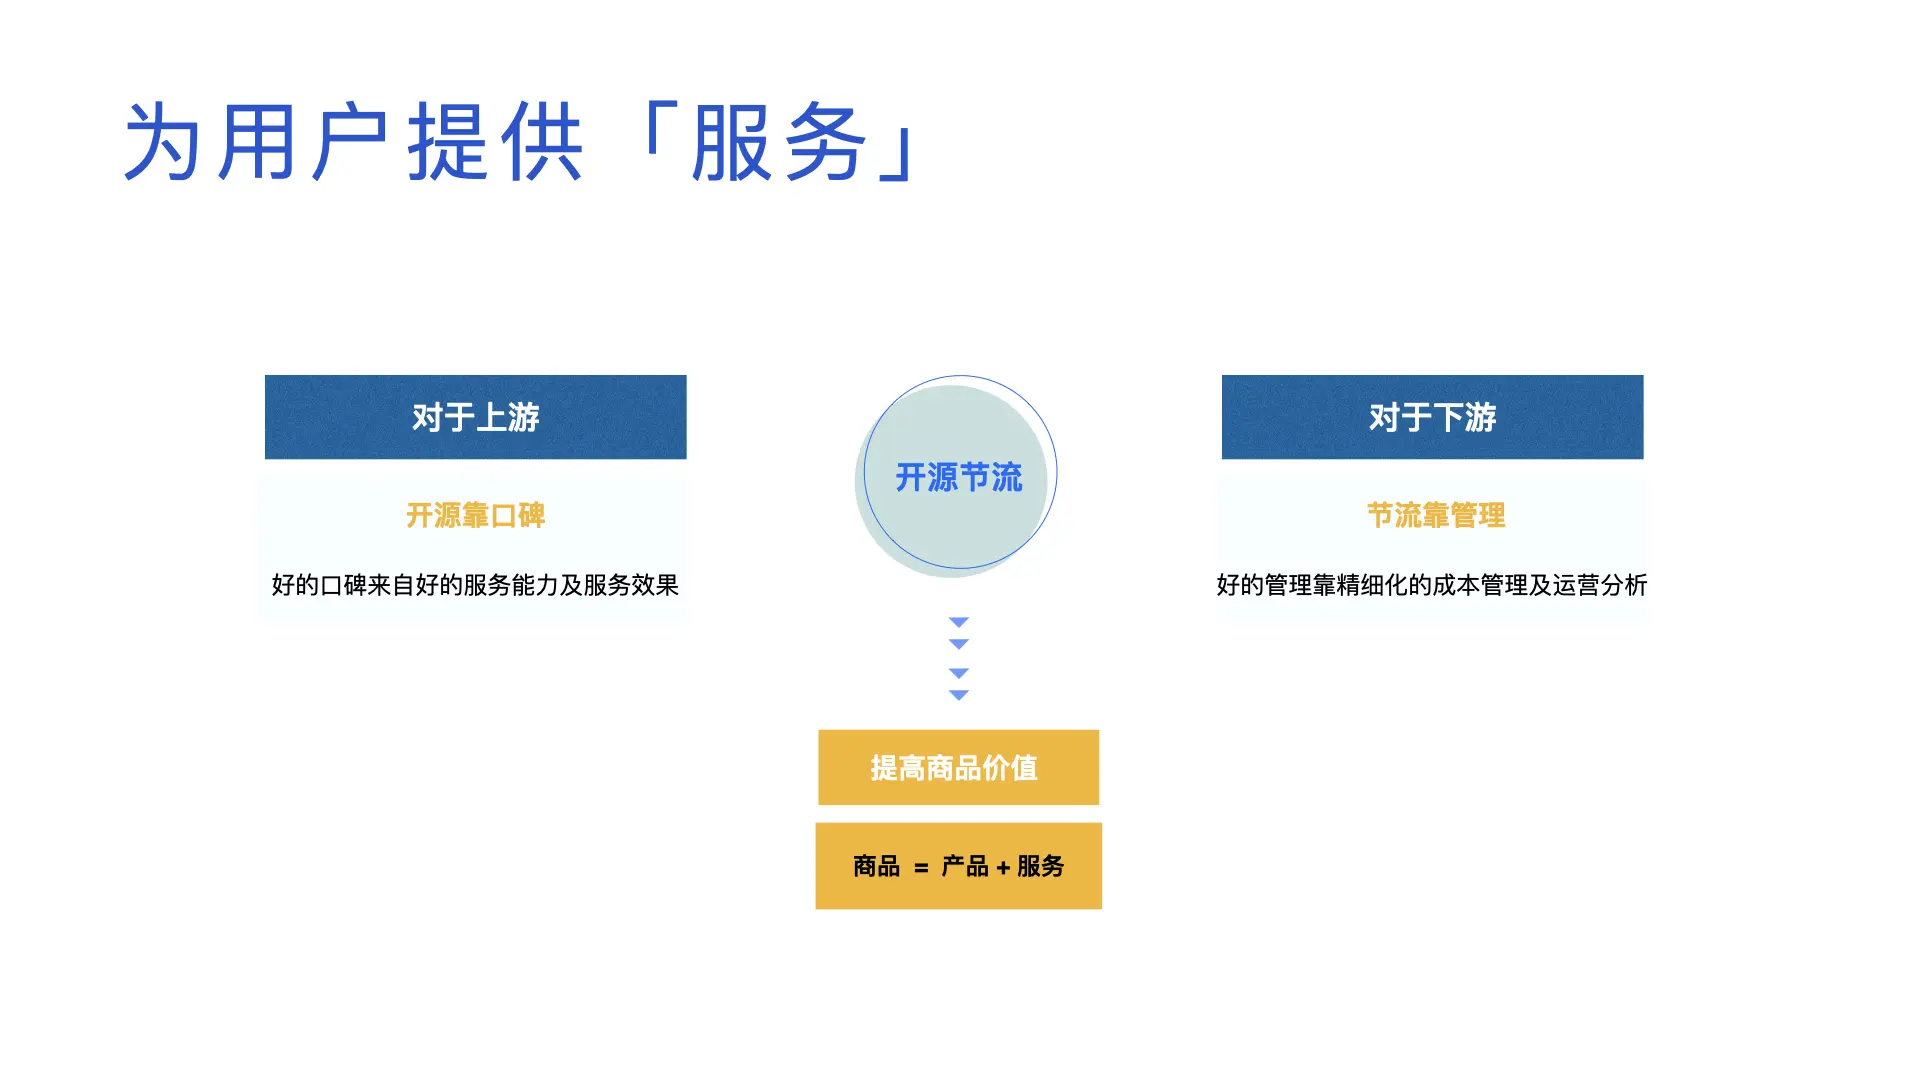 为用户提供「服务」
对于上游
开源靠口碑
好的口碑来自好的服务能力及服务效果
开源节流
对于下游
节流靠管理
好的管理靠精细化的成本管理及运营分析
提高商品价值
商品 = 产品 + 服务